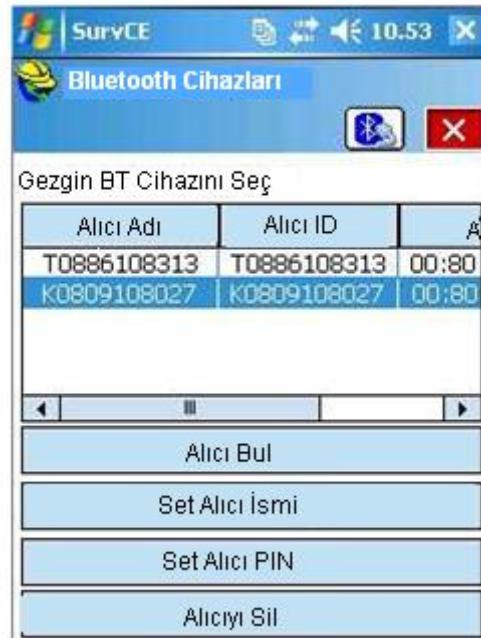 SurvCE 10.53
Bluetooth Cihazları
Gezgin BT Cihazını Seç
Alıcı Adı Alıcı ID A
T0886108313 T0886108313 00:80
K0809108027 K0809108027 00:80
Alıcı Bul
Set Alıcı İsmi
Set Alıcı PIN
Alıcıyı Sil